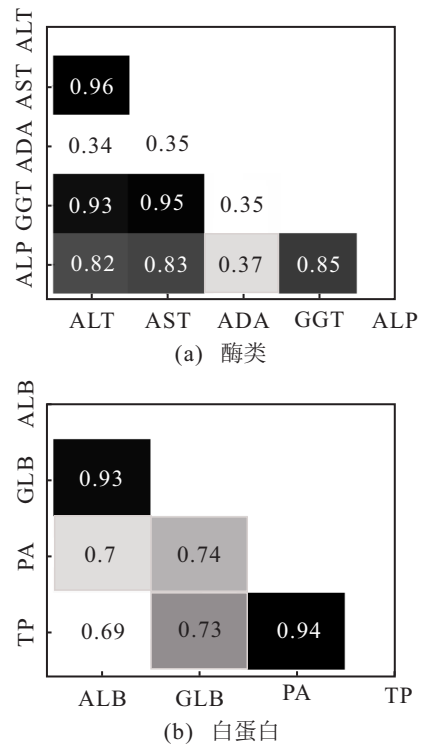 ALT
AST
0.96
ADA
0.34 0.35
GGT
0.93 0.95 0.35
ALP
0.82 0.83 0.37 0.85
ALT AST ADA GGT ALP
(a) 酶类
ALB
GLB
0.93
PA
0.7 0.74
TP
0.69 0.73 0.94
ALB GLB PA TP
(b) 白蛋白